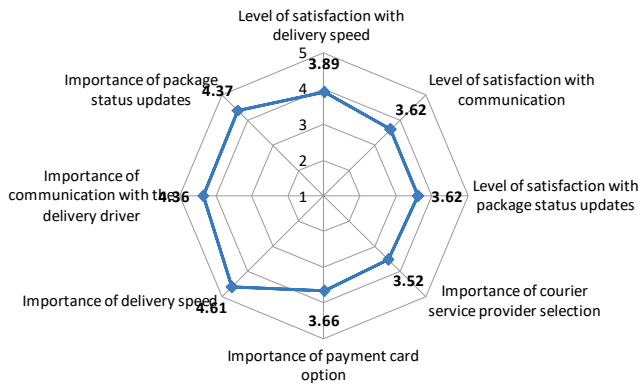 Level of satisfaction with
delivery speed
5
3.89
4.37
Importance of package
status updates
4
Level of satisfaction with
communication
3.62
3
2
Importance of
communication with the
delivery driver
4.36
1
3.62
Level of satisfaction with
package status updates
3.52
Importance of courier
service provider selection
Importance of delivery speed
4.61
3.66
Importance of payment card
option